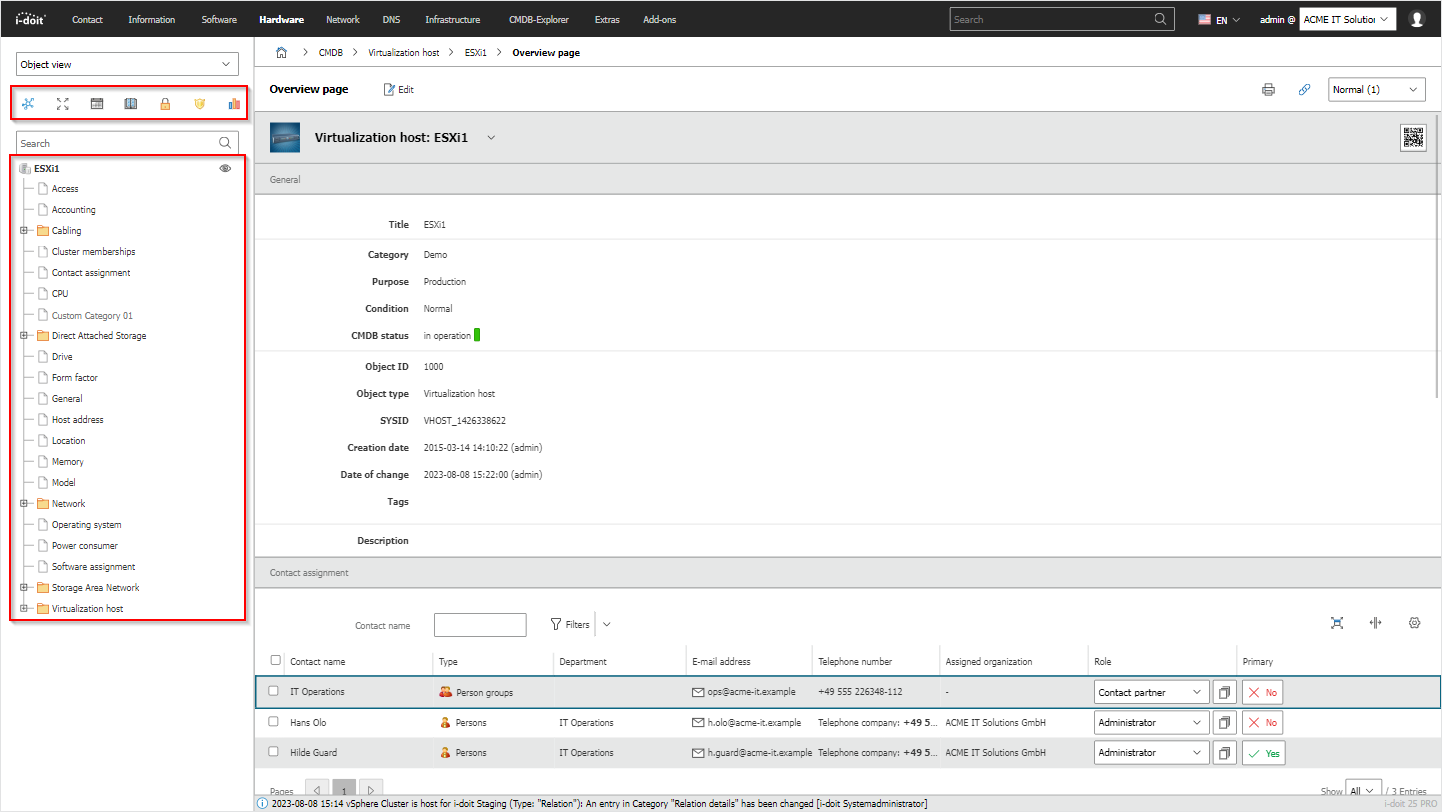 i-doit Contact Information Software Hardware Network DNS Infrastructure CMDB-Explorer Extras Add-ons Search EN admin @ ACME IT Solution
Object view
CMDB Virtualization host ESXi1 Overview page
Overview page Edit Normal (1)
Search
ESXi1
Access
Accounting
Cabling
Cluster memberships
Contact assignment
CPU
Custom Category 01
Direct Attached Storage
Drive
Form factor
General
Host address
Location
Memory
Model
Network
Operating system
Power consumer
Software assignment
Storage Area Network
Virtualization host
Virtualization host: ESXi1
General
Title ESXi1
Category Demo
Purpose Production
Condition Normal
CMDB status in operation
Object ID 1000
Object type Virtualization host
SYSID VHOST_1426338622
Creation date 2015-03-14 14:10:22 (admin)
Date of change 2023-08-08 15:22:00 (admin)
Tags
Description
Contact assignment
Contact name Filters
Contact name Type Department E-mail address Telephone number Assigned organization Role Primary
IT Operations Person groups ops@acme-it.example +49 555 226348-112 - Contact partner No
Hans Olo Persons IT Operations h.olo@acme-it.example Telephone company: +49 5... ACME IT Solutions GmbH Administrator No
Hilde Guard Persons IT Operations h.guard@acme-it.example Telephone company: +49 5... ACME IT Solutions GmbH Administrator Yes
Pages 1 Show All / 3 Entries
2023-08-08 15:14 vSphere Cluster is host for i-doit Staging (Type: "Relation"): An entry in Category "Relation details" has been changed [i-doit Systemadministrator] i-doit 25 PRO